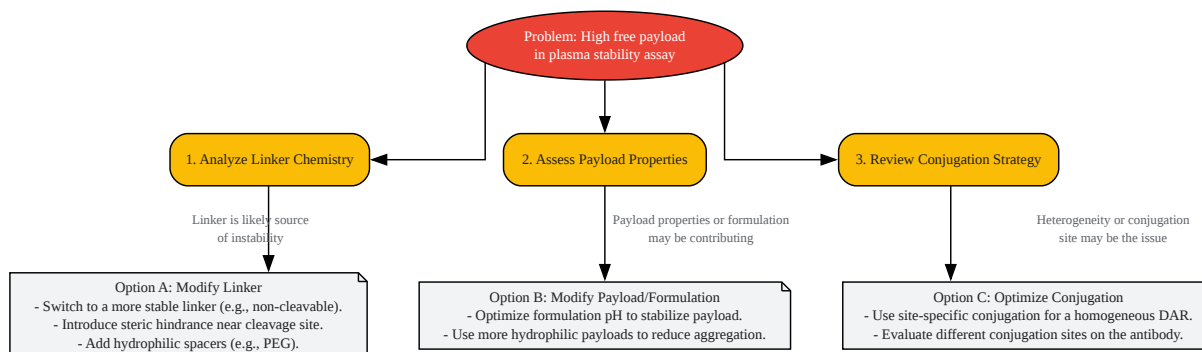 Problem: High free payload
in plasma stability assay
1. Analyze Linker Chemistry
2. Assess Payload Properties
3. Review Conjugation Strategy
Linker is likely source
of instability
Payload properties or formulation
may be contributing
Heterogeneity or conjugation
site may be the issue
Option A: Modify Linker
- Switch to a more stable linker (e.g., non-cleavable).
- Introduce steric hindrance near cleavage site.
- Add hydrophilic spacers (e.g., PEG).
Option B: Modify Payload/Formulation
- Optimize formulation pH to stabilize payload.
- Use more hydrophilic payloads to reduce aggregation.
Option C: Optimize Conjugation
- Use site-specific conjugation for a homogeneous DAR.
- Evaluate different conjugation sites on the antibody.